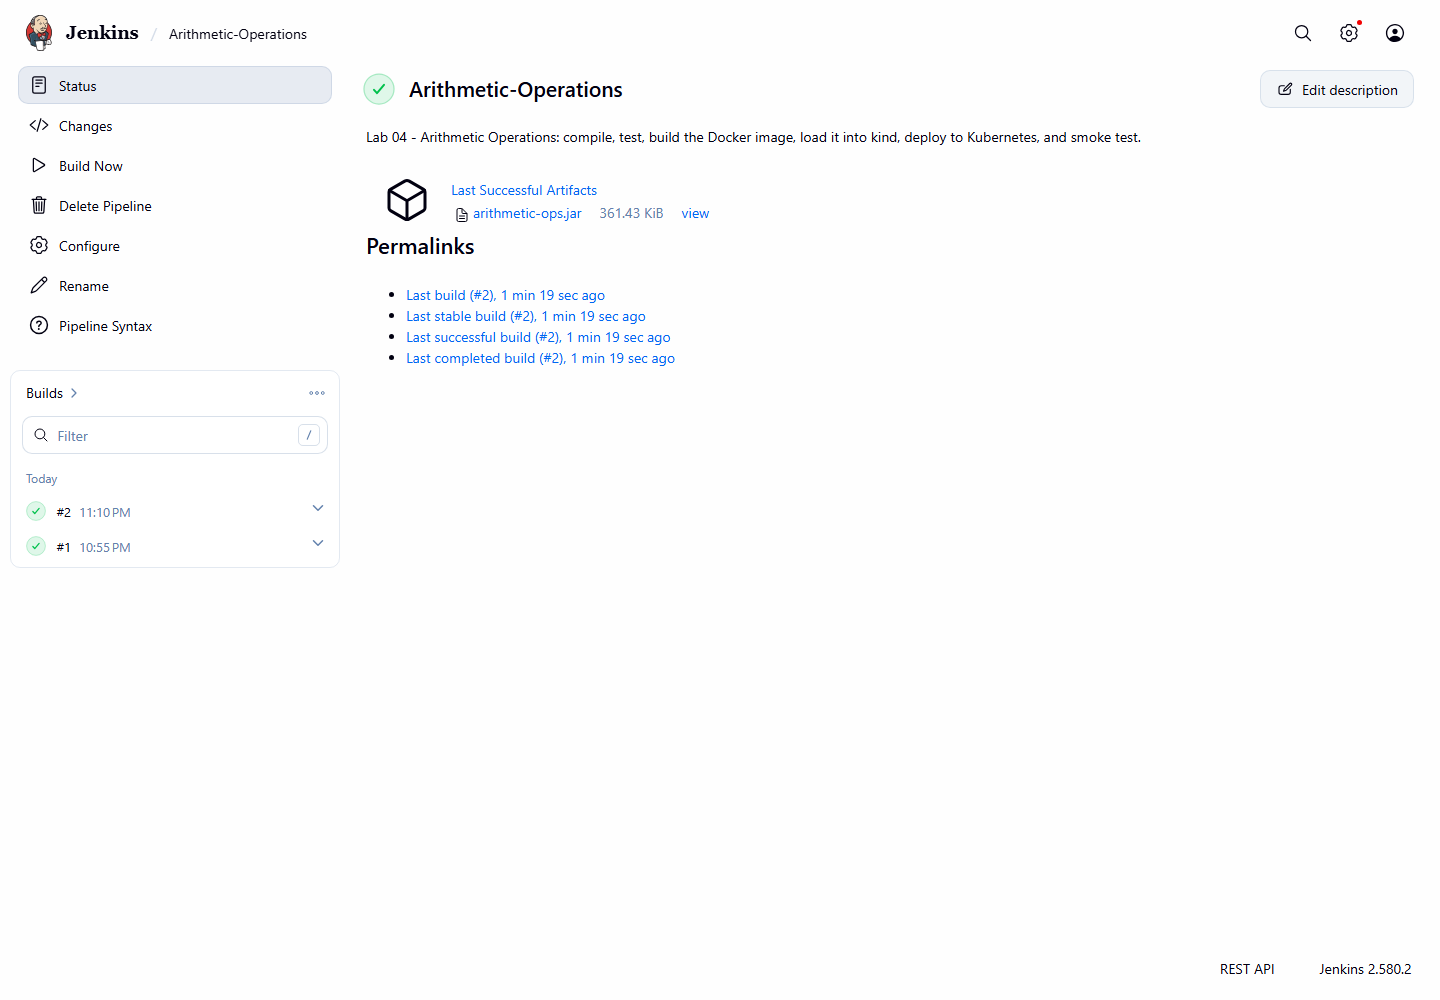 Jenkins / Arithmetic-Operations
Status
Changes
Build Now
Delete Pipeline
Configure
Rename
Pipeline Syntax
Builds
Filter /
Today
#2 11:10 PM
#1 10:55 PM
Arithmetic-Operations
Edit description
Lab 04 - Arithmetic Operations: compile, test, build the Docker image, load it into kind, deploy to Kubernetes, and smoke test.
Last Successful Artifacts
arithmetic-ops.jar 361.43 KiB view
Permalinks
Last build (#2), 1 min 19 sec ago
Last stable build (#2), 1 min 19 sec ago
Last successful build (#2), 1 min 19 sec ago
Last completed build (#2), 1 min 19 sec ago
REST API Jenkins 2.580.2